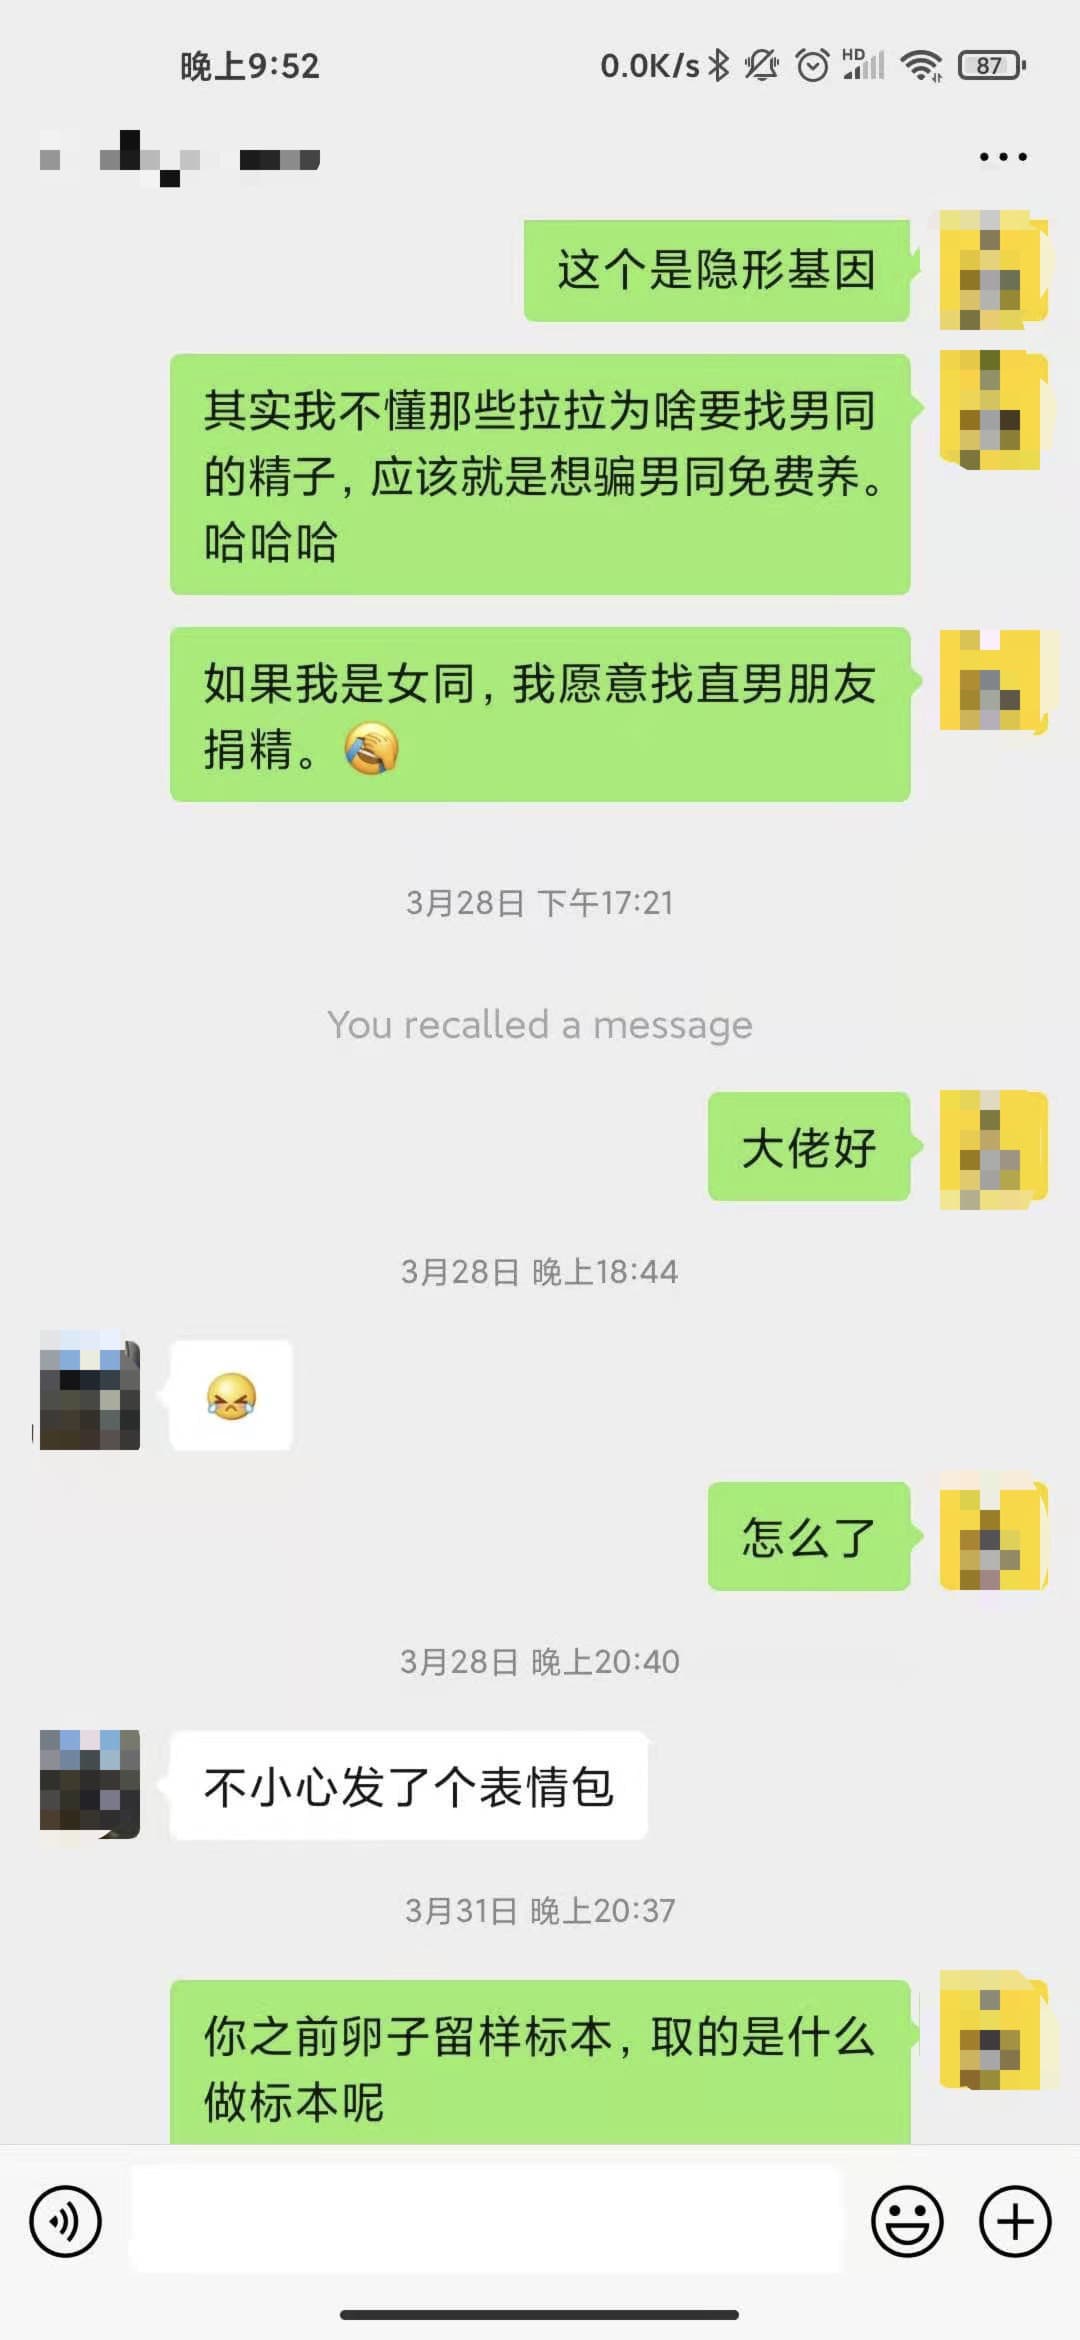 晚上9:52
0.0K/s
HD
87
这个是隐形基因
其实我不懂那些拉拉为啥要找男同
的精子，应该就是想骗男同免费养。
哈哈哈
如果我是女同，我愿意找直男朋友
捐精。
3月28日 下午17:21
You recalled a message
大佬好
3月28日 晚上18:44
怎么了
3月28日 晚上20:40
不小心发了个表情包
3月31日 晚上20:37
你之前卵子留样标本，取的是什么
做标本呢